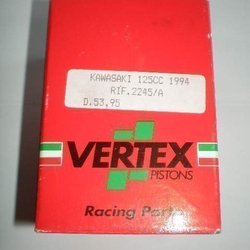 KAWASAKI 125CC 1994
RIF.2245/A
D.53,95
VERTEX
PISTONS
Racing Parts